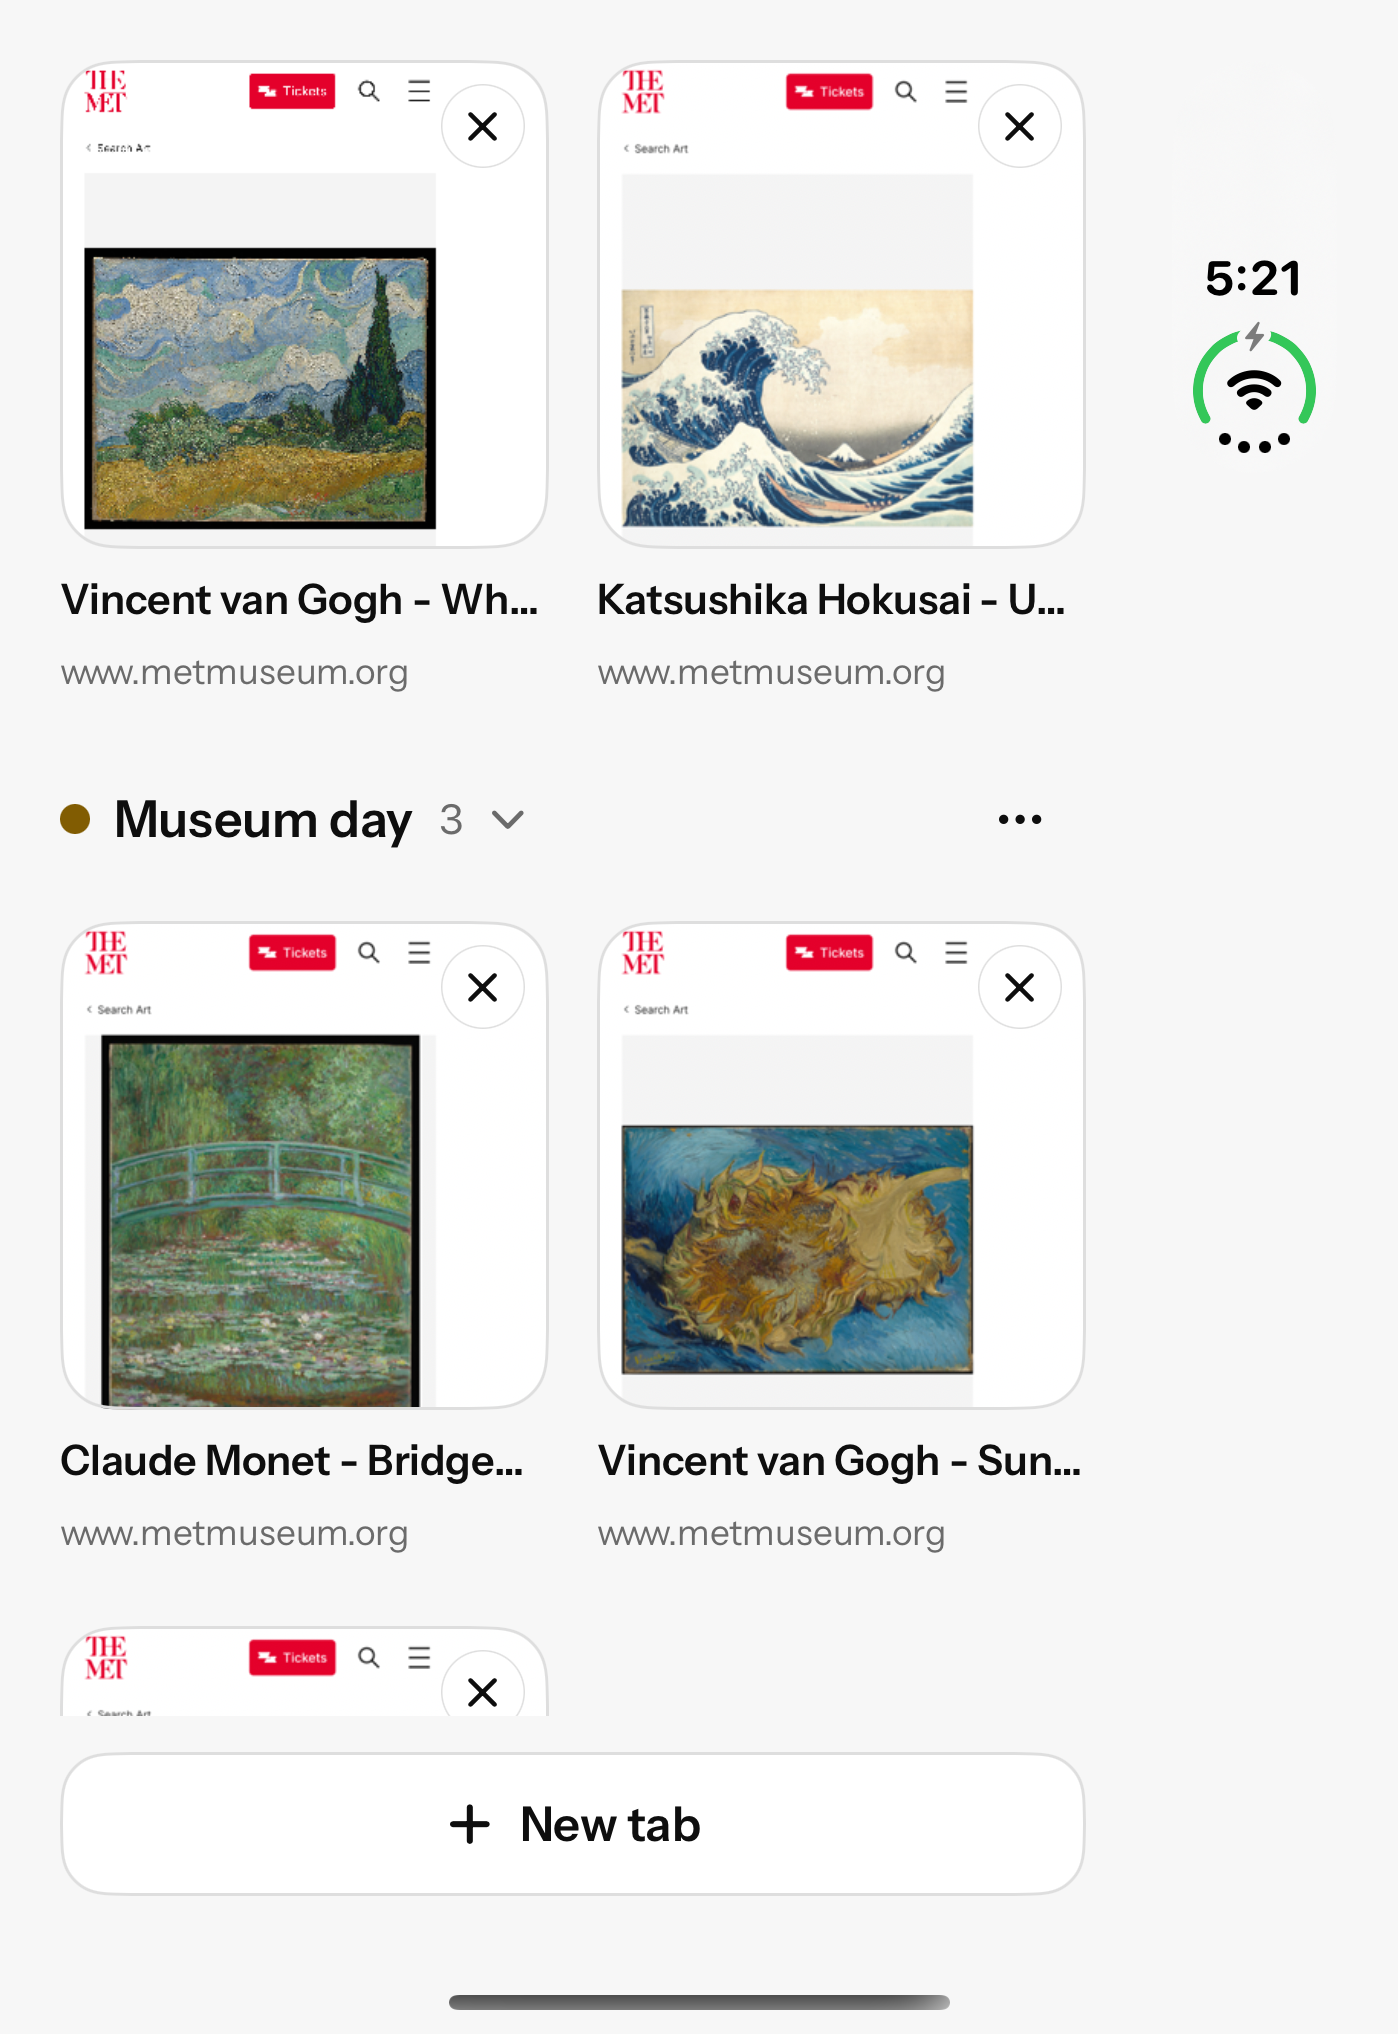 THE MET
Tickets
Search Art
THE MET
Tickets
Search Art
5:21
Vincent van Gogh - Wh...
Katsushika Hokusai - U...
www.metmuseum.org
www.metmuseum.org
Museum day 3
THE MET
Tickets
Search Art
THE MET
Tickets
Search Art
Claude Monet - Bridge...
Vincent van Gogh - Sun...
www.metmuseum.org
www.metmuseum.org
THE MET
Tickets
Search Art
New tab